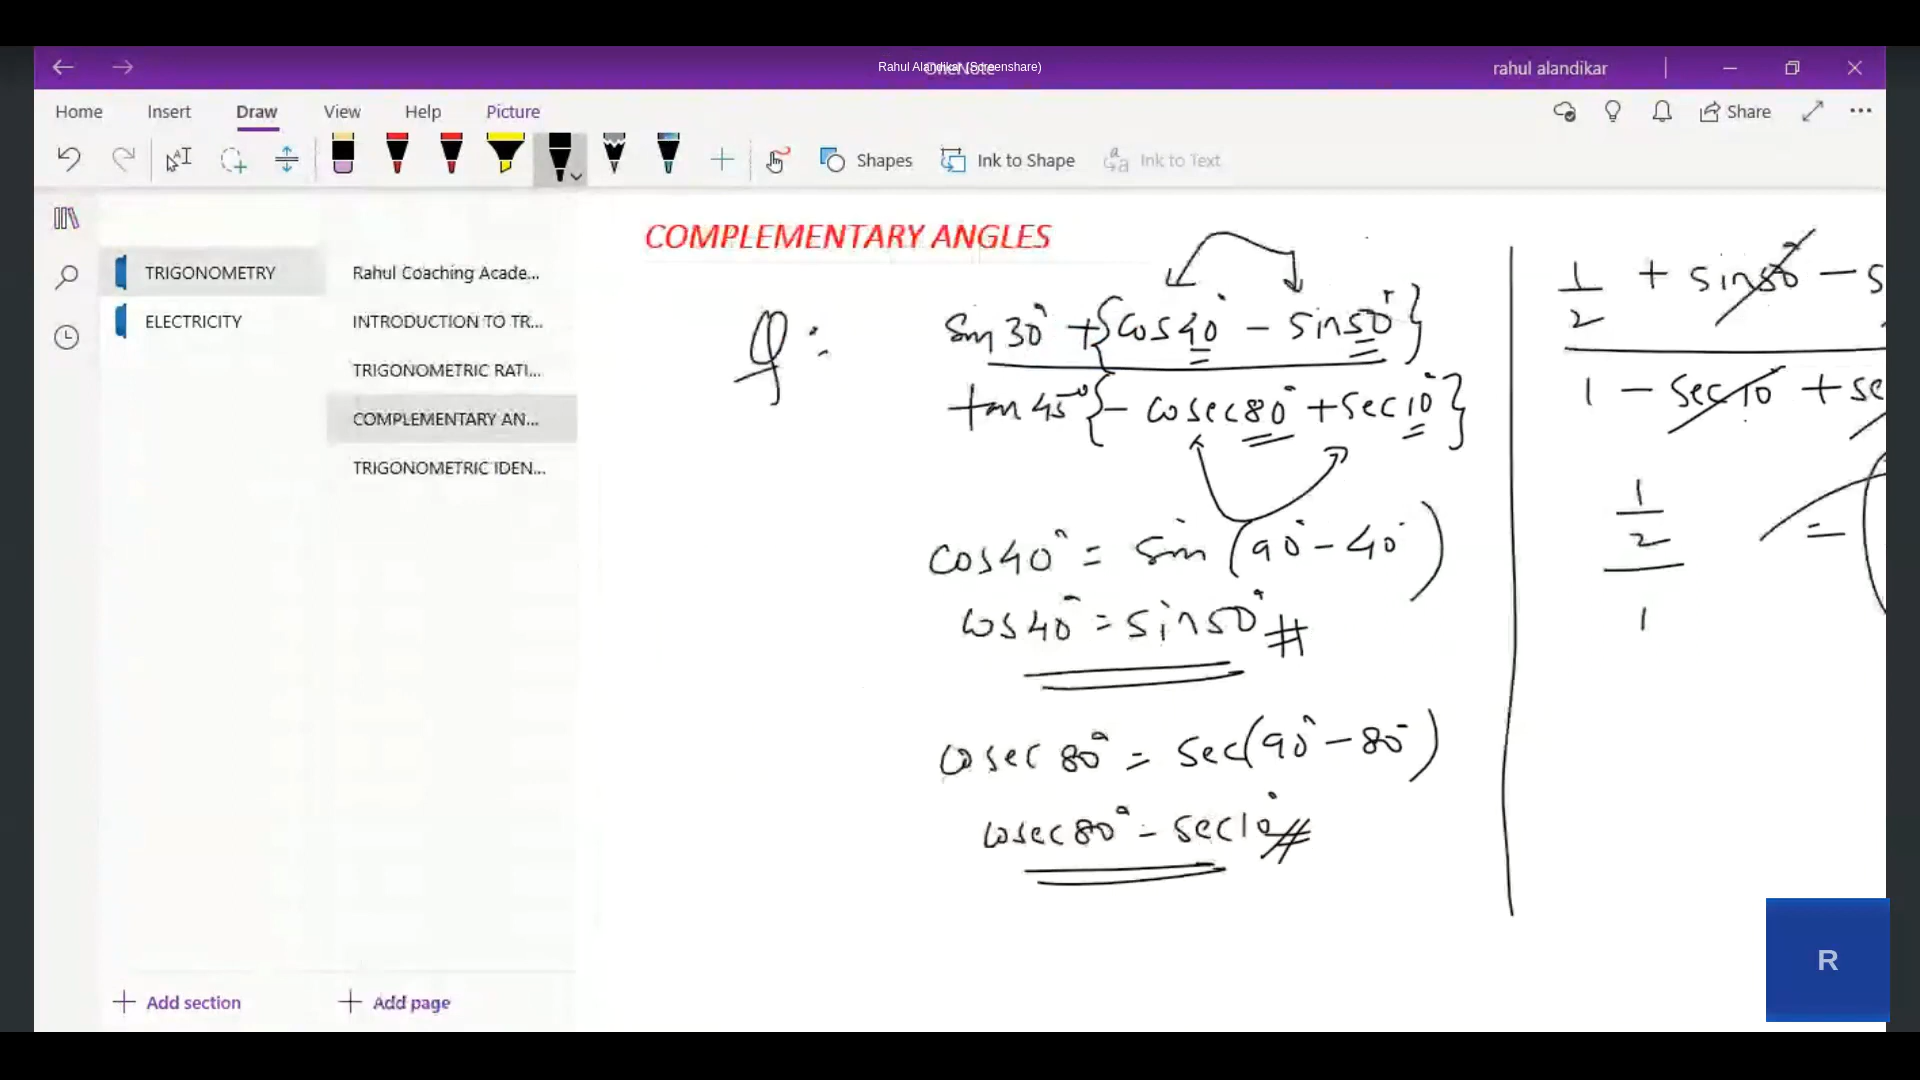 Rahul Alandikar (Screenshare)
rahul alandikar
Home Insert Draw View Help Picture
Share
Shapes Ink to Shape Ink to Text
TRIGONOMETRY
ELECTRICITY
Rahul Coaching Acade...
INTRODUCTION TO TR...
TRIGONOMETRIC RATI...
COMPLEMENTARY AN...
TRIGONOMETRIC IDEN...
Add section
Add page
COMPLEMENTARY ANGLES
Q:
sin 30° + {cos 40° - sin 50°}
tan 45° {- cosec 80° + sec 10°}
cos 40° = sin (90° - 40°)
cos 40° = sin 50° #
cosec 80° = sec (90° - 80°)
cosec 80° = sec 10° #
1/2 + sin 50° - s
1 - sec 10° + se
1
2 =
1
R